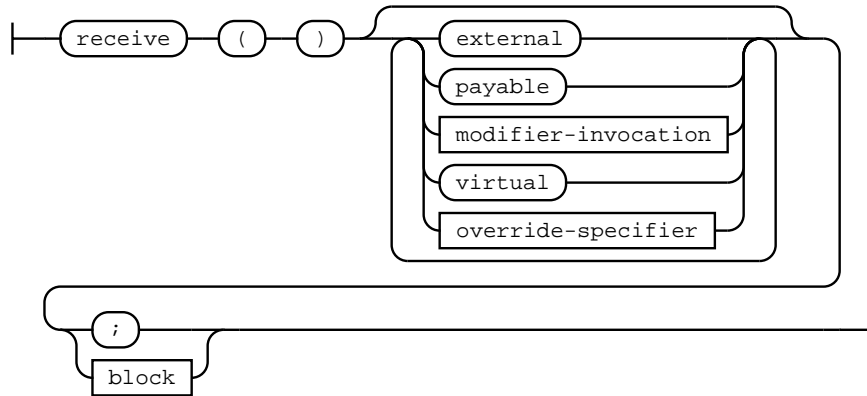 receive ( ) external
payable
modifier-invocation
virtual
override-specifier
;
block